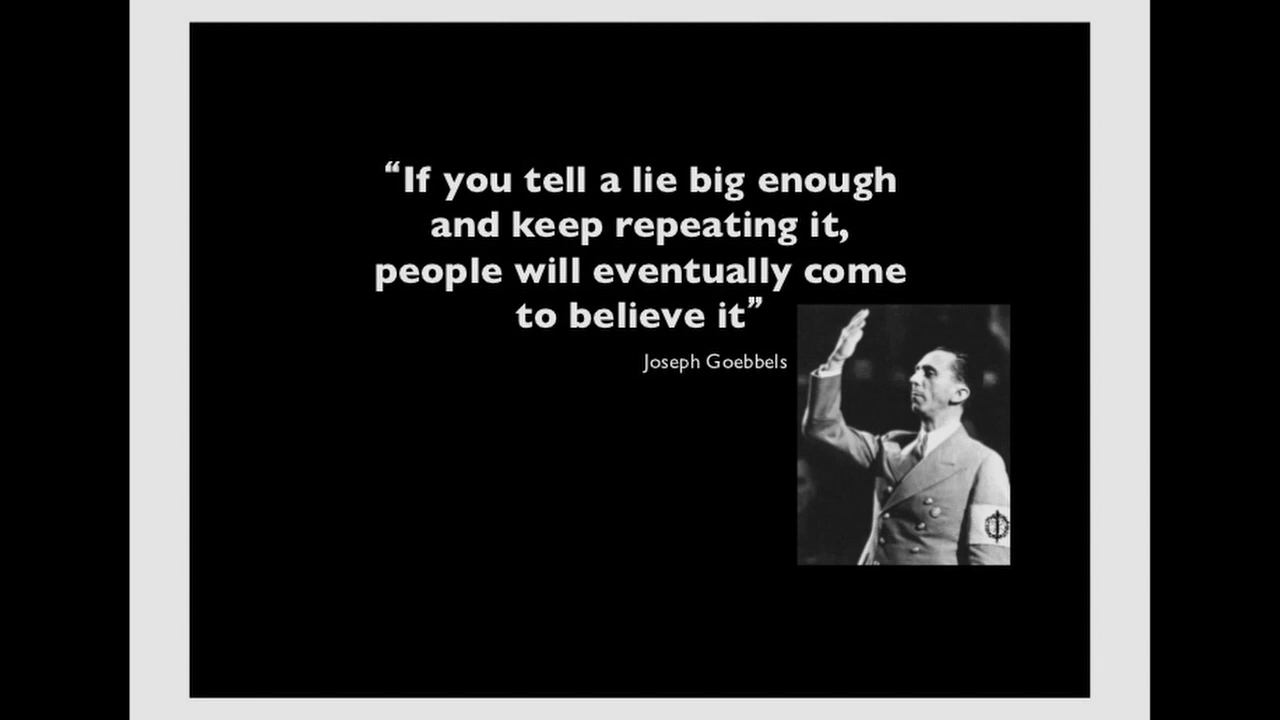 “If you tell a lie big enough
and keep repeating it,
people will eventually come
to believe it”
Joseph Goebbels